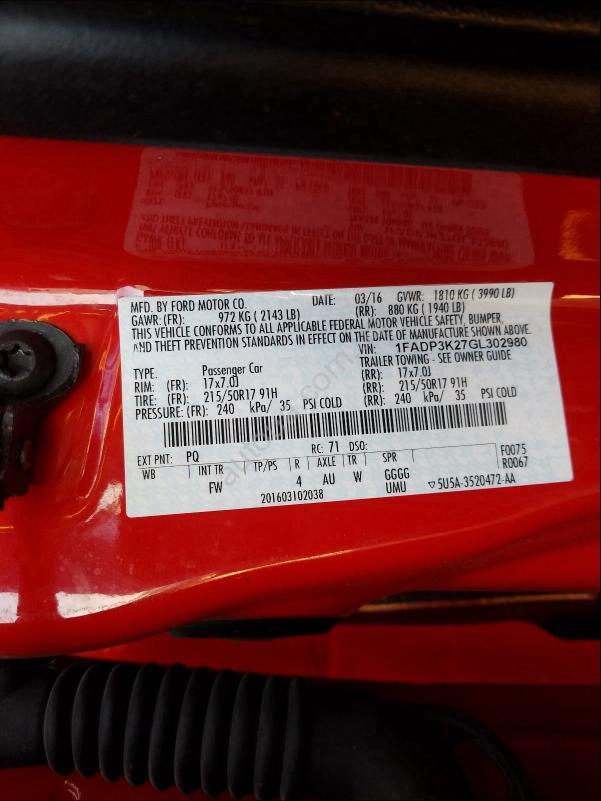 MFD. BY FORD MOTOR CO. DATE: 03/16 GVWR: 1810 KG ( 3990 LB)
GAWR: (FR): 972 KG ( 2143 LB) (RR): 880 KG ( 1940 LB)
THIS VEHICLE CONFORMS TO ALL APPLICABLE FEDERAL MOTOR VEHICLE SAFETY, BUMPER,
AND THEFT PREVENTION STANDARDS IN EFFECT ON THE DATE OF MANUFACTURE SHOWN ABOVE.
VIN: 1FADP3K27GL302980
TYPE: Passenger Car TRAILER TOWING - SEE OWNER GUIDE
RIM: (FR): 17x7.0J (RR): 17x7.0J
TIRE: (FR): 215/50R17 91H (RR): 215/50R17 91H
PRESSURE: (FR): 240 kPa/ 35 PSI COLD (RR): 240 kPa/ 35 PSI COLD
EXT PNT: PQ RC: 71 DSO: F0075
WB INT TR TP/PS R AXLE TR SPR R0067
FW 4 AU W GGGG
UMU
201603102038 ▽5U5A-3520472-AA